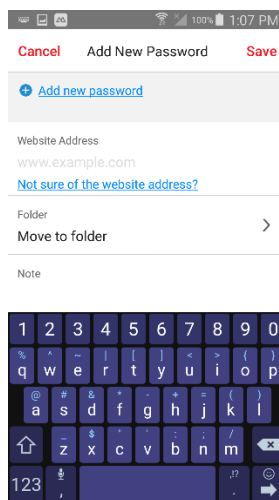 100% 1:07 PM
Cancel Add New Password Save
Add new password
Website Address
www.example.com
Not sure of the website address?
Folder
Move to folder
Note
1 2 3 4 5 6 7 8 9 0
% ^ ~ | [ ] < > { }
q w e r t y u i o p
@ # & * - + = ( )
a s d f g h j k l
$ " ' : ; /
z x c v b n m
123 , .!?